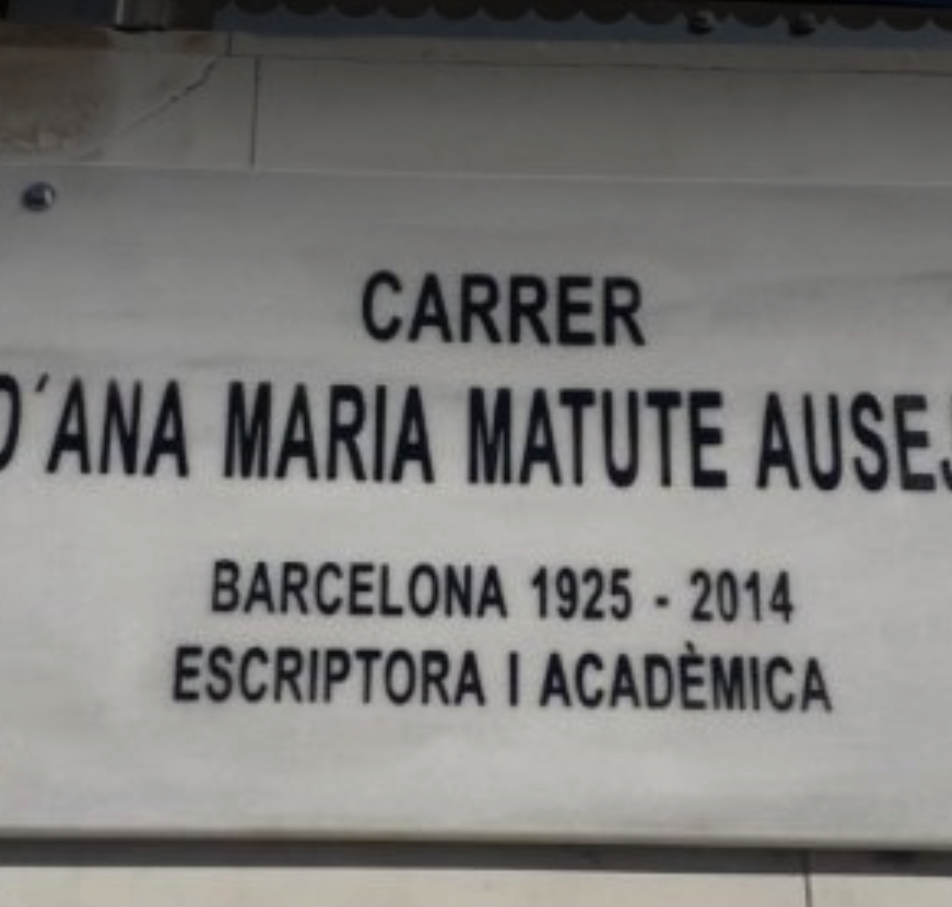 CARRER
D´ANA MARIA MATUTE AUSEJ
BARCELONA 1925 - 2014
ESCRIPTORA I ACADÈMICA